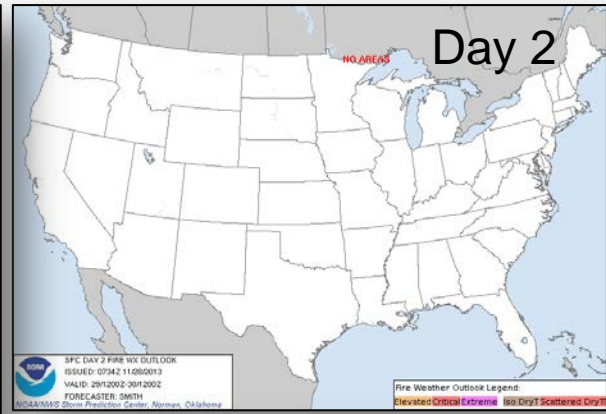 Day 2
NO AREAS
NOAA
SPC DAY 2 FIRE WX OUTLOOK
ISSUED: 0734Z 11/28/2013
VALID: 291200Z-301200Z
FORECASTER: SMITH
NOAA/NWS Storm Prediction Center, Norman, Oklahoma
Fire Weather Outlook Legend:
Elevated Critical Extreme Iso DryT Scattered DryT